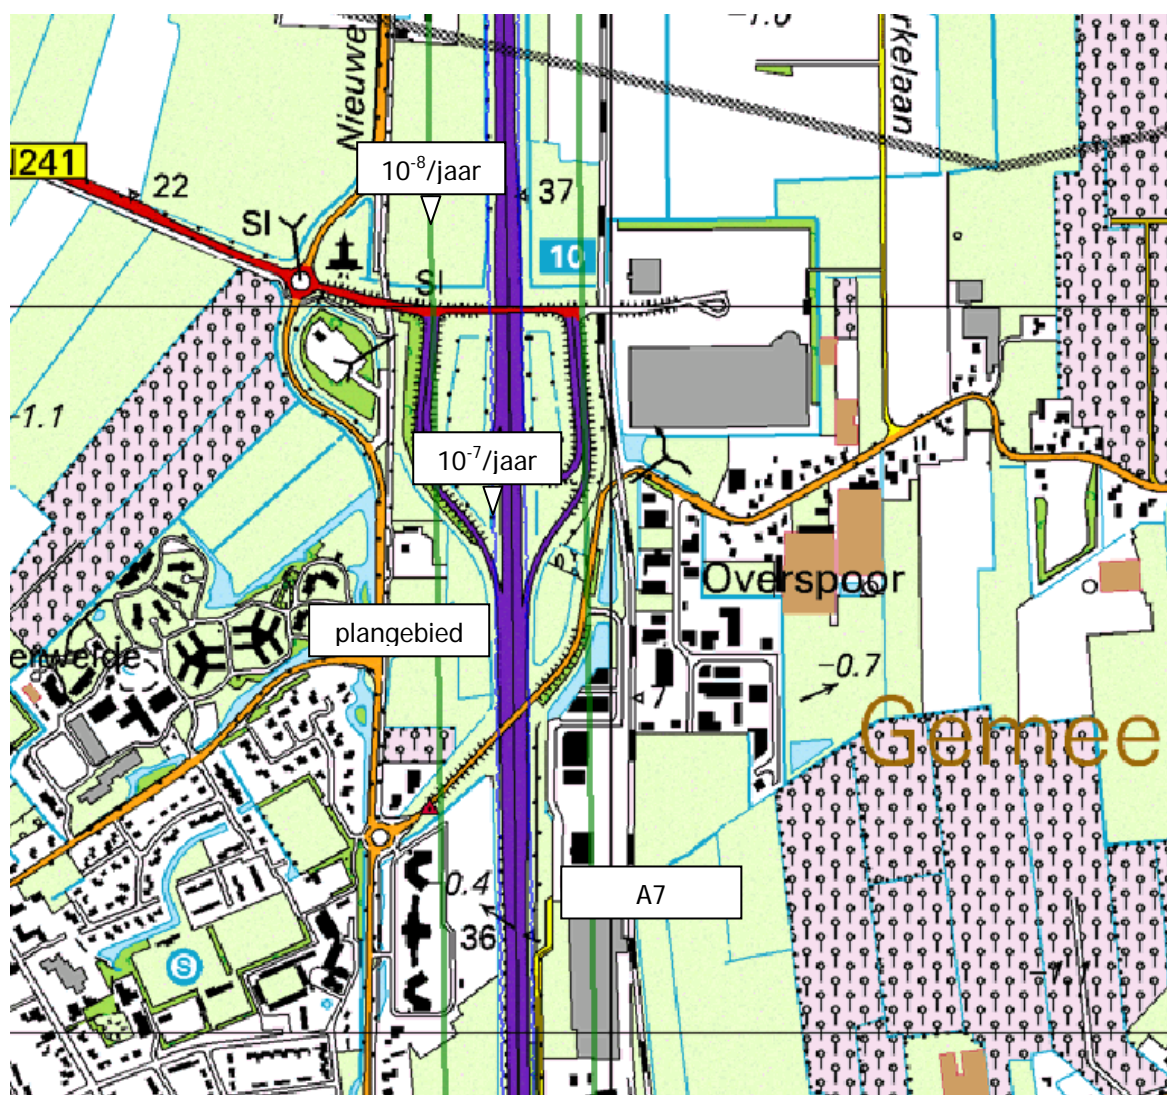 -1.0
Nieuwe
rkelaan
10⁻⁸/jaar
N241
22
37
SI
10
SI
-1.1
10⁻⁷/jaar
Overspoor
plangebied
-0.7
Gemee
A7
-0.4
36
S